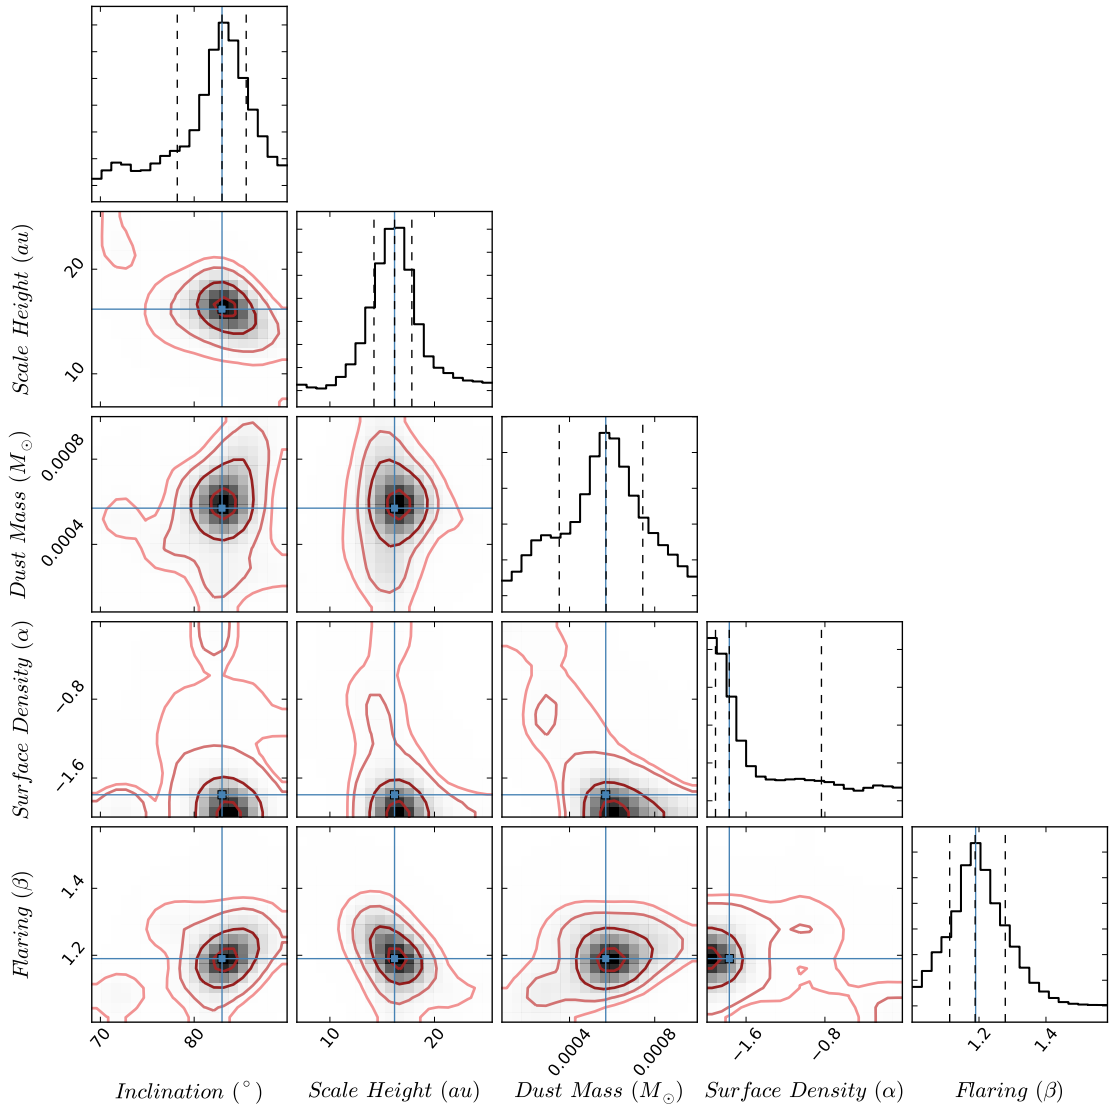 Scale Height (au)
20
10
Dust Mass (M⊙)
0.0008
0.0004
Surface Density (α)
−0.8
−1.6
Flaring (β)
1.4
1.2
70
80
10
20
0.0004
0.0008
−1.6
−0.8
1.2
1.4
Inclination (°)
Scale Height (au)
Dust Mass (M⊙)
Surface Density (α)
Flaring (β)